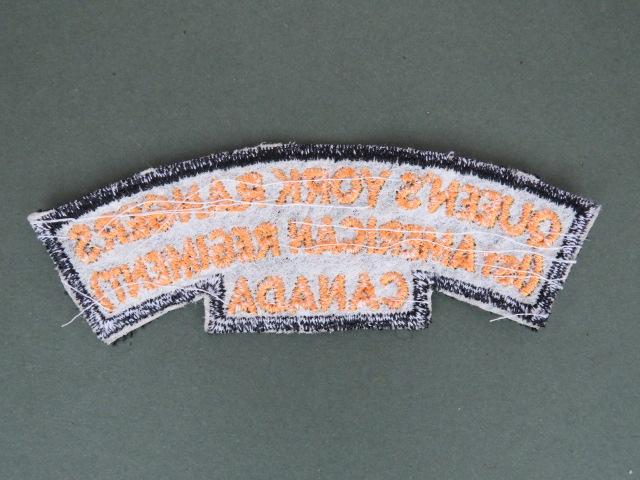 QUEEN'S YORK RANGERS
(1st AMERICAN REGIMENT)
CANADA